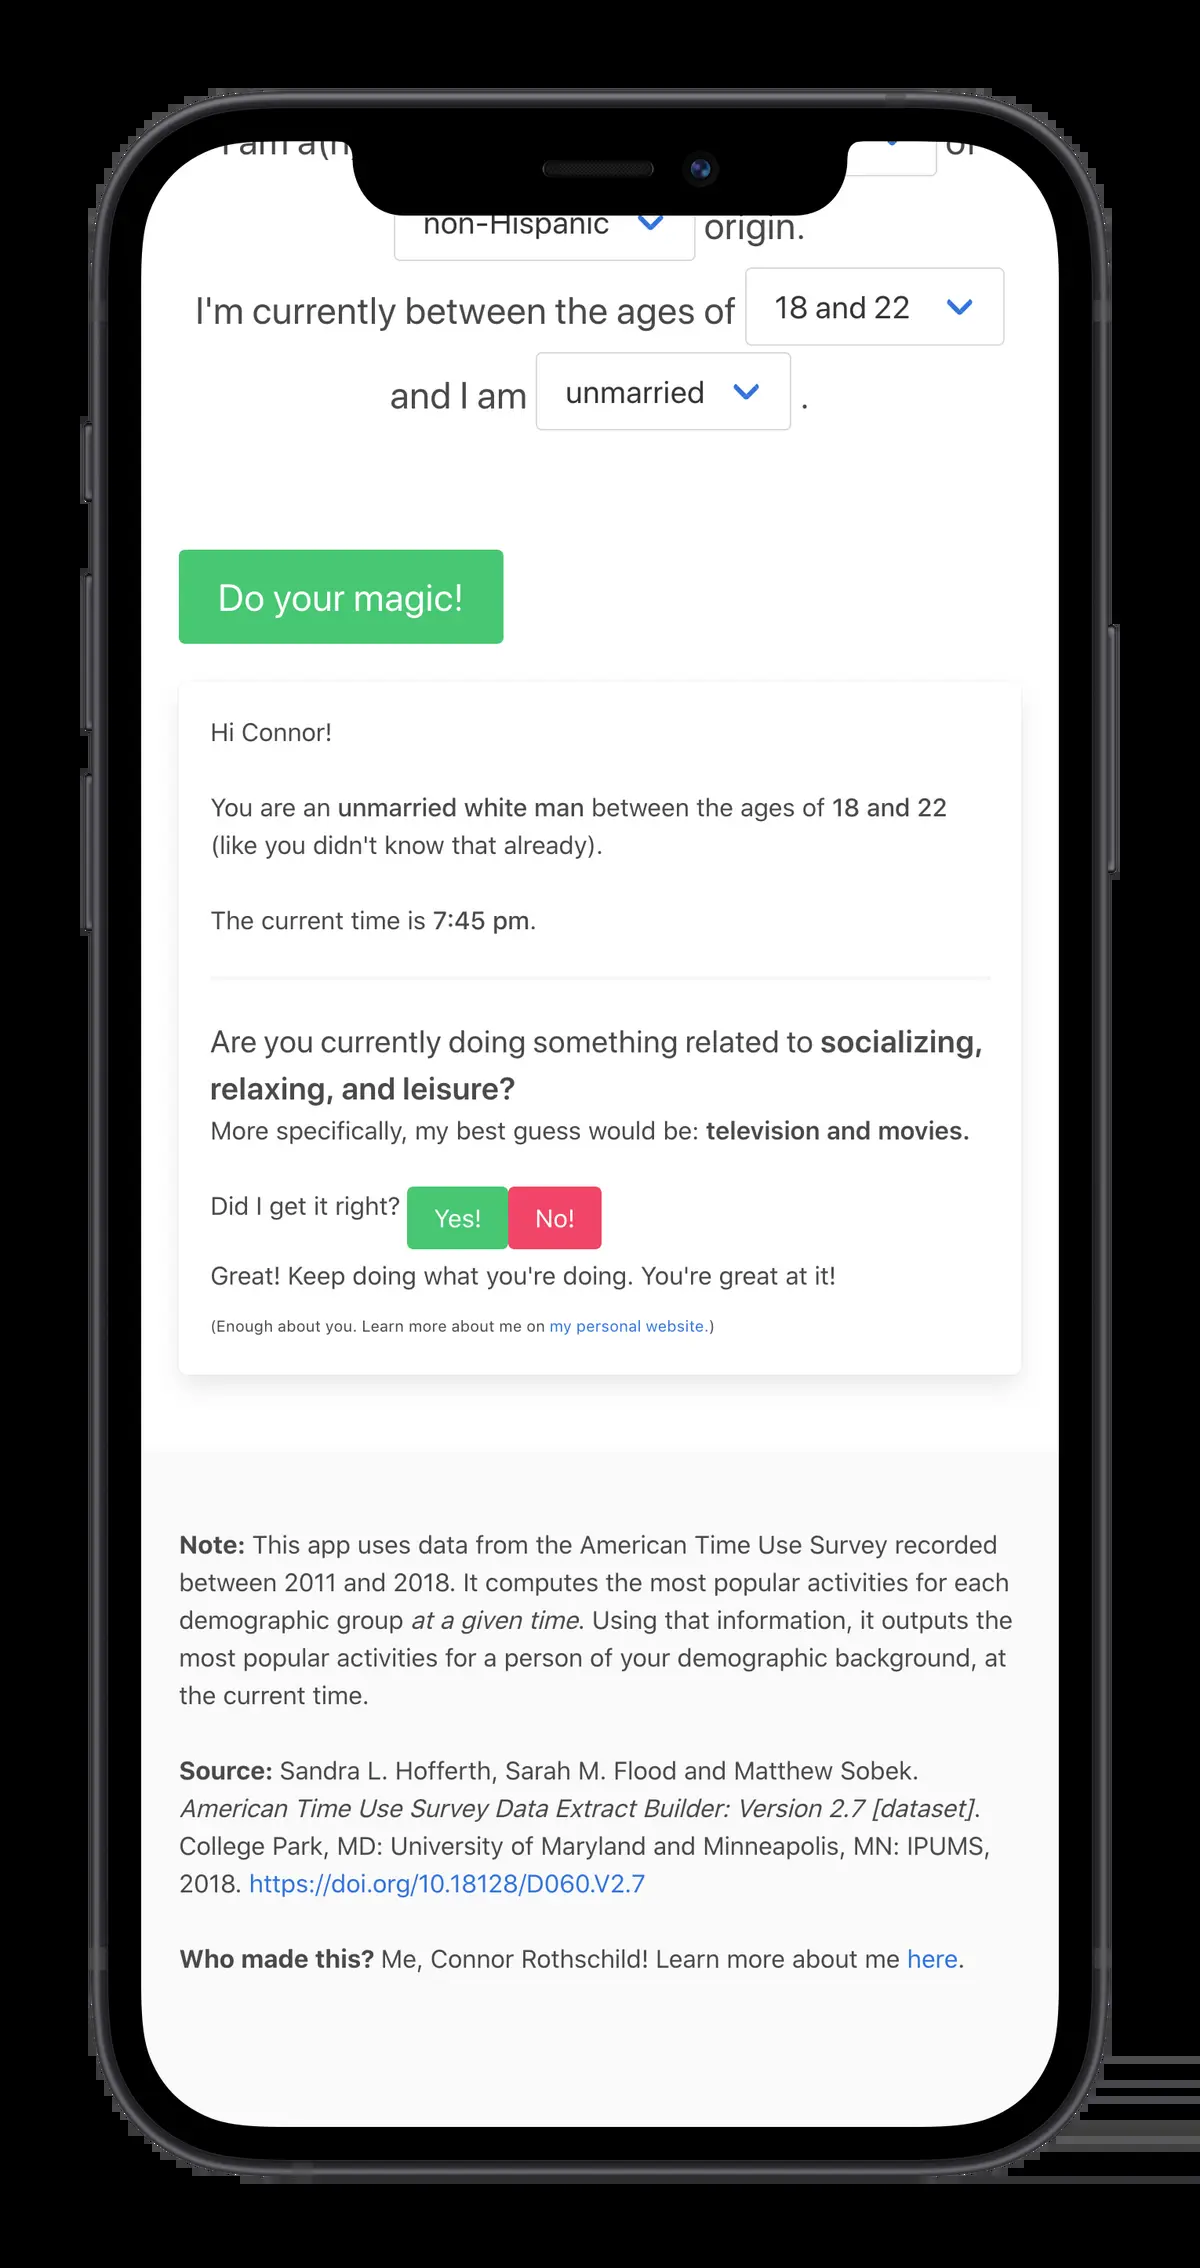 I am a(n
or
non-Hispanic origin.
I'm currently between the ages of 18 and 22
and I am unmarried .
Do your magic!
Hi Connor!
You are an unmarried white man between the ages of 18 and 22
(like you didn't know that already).
The current time is 7:45 pm.
Are you currently doing something related to socializing,
relaxing, and leisure?
More specifically, my best guess would be: television and movies.
Did I get it right? Yes! No!
Great! Keep doing what you're doing. You're great at it!
(Enough about you. Learn more about me on my personal website.)
Note: This app uses data from the American Time Use Survey recorded
between 2011 and 2018. It computes the most popular activities for each
demographic group at a given time. Using that information, it outputs the
most popular activities for a person of your demographic background, at
the current time.
Source: Sandra L. Hofferth, Sarah M. Flood and Matthew Sobek.
American Time Use Survey Data Extract Builder: Version 2.7 [dataset].
College Park, MD: University of Maryland and Minneapolis, MN: IPUMS,
2018. https://doi.org/10.18128/D060.V2.7
Who made this? Me, Connor Rothschild! Learn more about me here.